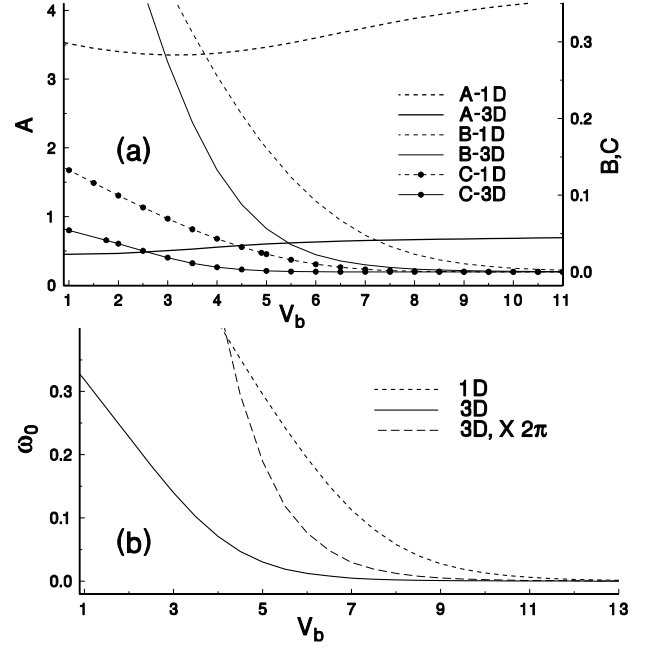 4
3
2
1
0
A
(a)
A-1D
A-3D
B-1D
B-3D
C-1D
C-3D
0.3
0.2
0.1
0.0
B,C
1 2 3 4 5 6 7 8 9 10 11
V_b
0.3
0.2
0.1
0.0
ω₀
(b)
1D
3D
3D, X 2π
1 3 5 7 9 11 13
V_b